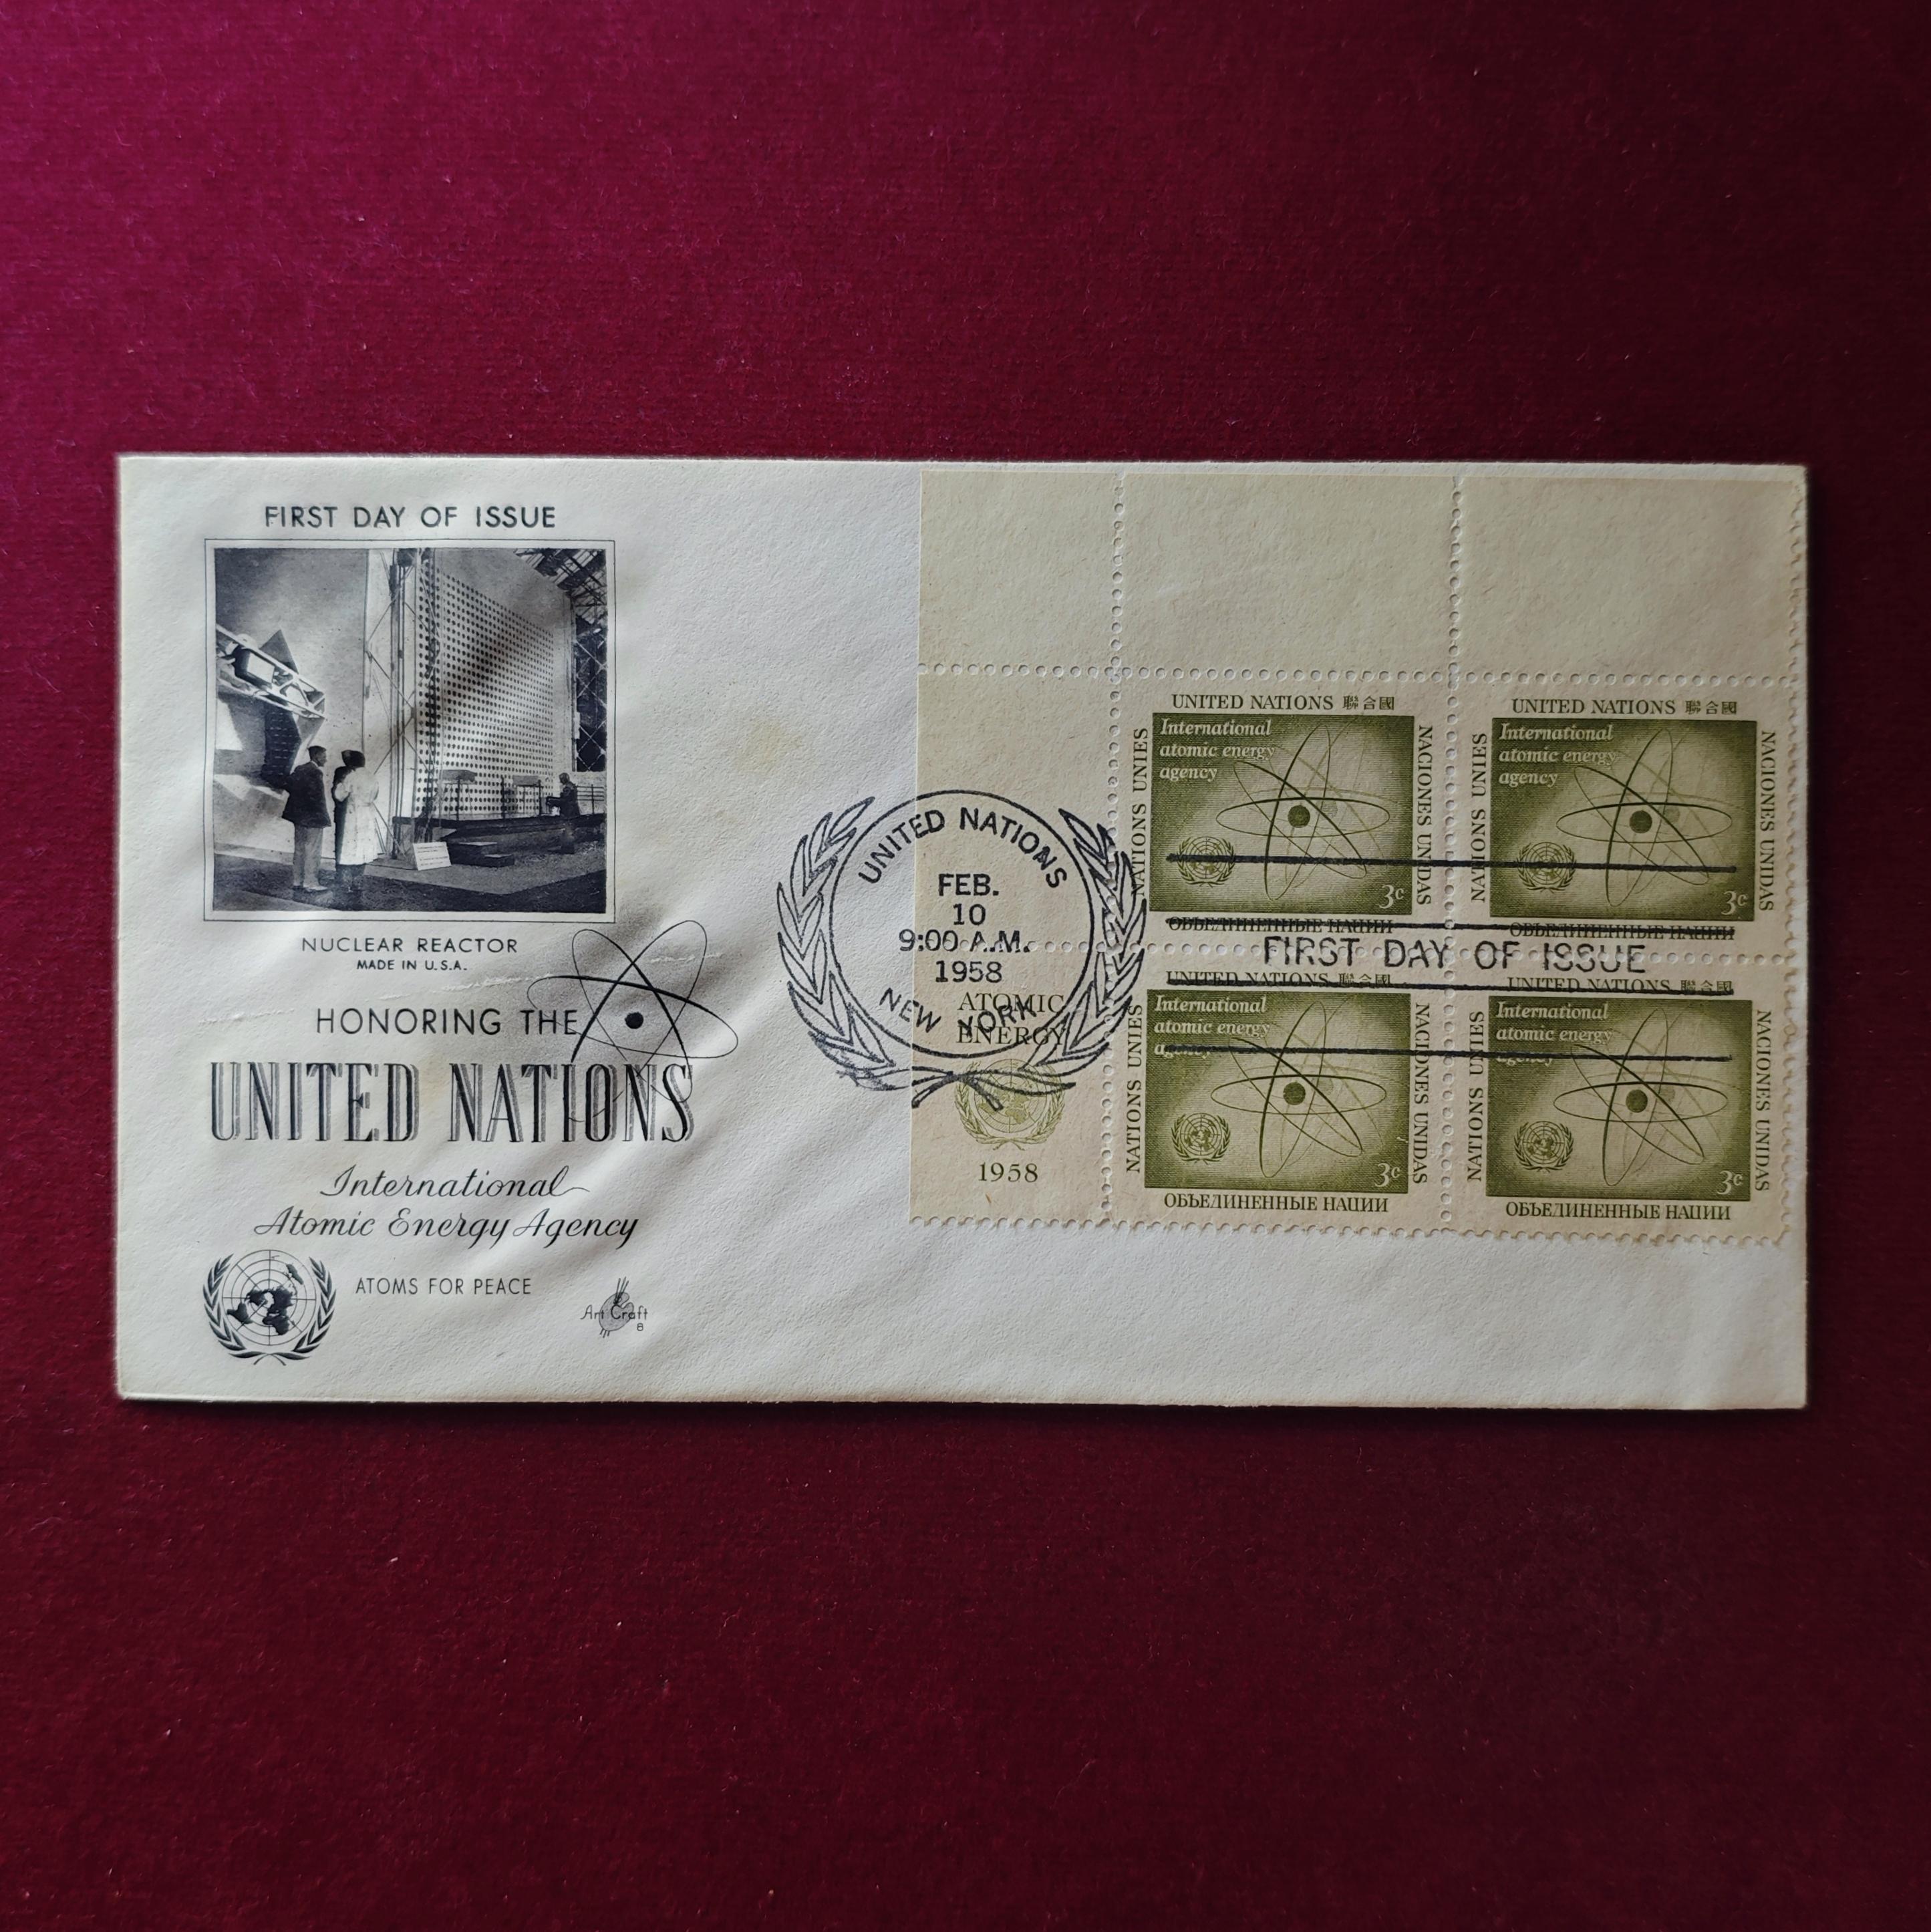 FIRST DAY OF ISSUE
NUCLEAR REACTOR
MADE IN U.S.A.
HONORING THE
UNITED NATIONS
International
Atomic Energy Agency
ATOMS FOR PEACE
Art Craft
8
UNITED NATIONS
FEB.
10
9:00 A.M.
1958
NEW YORK
ATOMIC
ENERGY
1958
UNITED NATIONS 聯合國
NATIONS UNIES
International
atomic energy
agency
3c
NACIONES UNIDAS
ОБЪЕДИНЕННЫЕ НАЦИИ
UNITED NATIONS 聯合國
NATIONS UNIES
International
atomic energy
agency
3c
NACIONES UNIDAS
ОБЪЕДИНЕННЫЕ НАЦИИ
FIRST DAY OF ISSUE
UNITED NATIONS 聯合國
NATIONS UNIES
International
atomic energy
agency
3c
NACIONES UNIDAS
ОБЪЕДИНЕННЫЕ НАЦИИ
UNITED NATIONS 聯合國
NATIONS UNIES
International
atomic energy
agency
3c
NACIONES UNIDAS
ОБЪЕДИНЕННЫЕ НАЦИИ